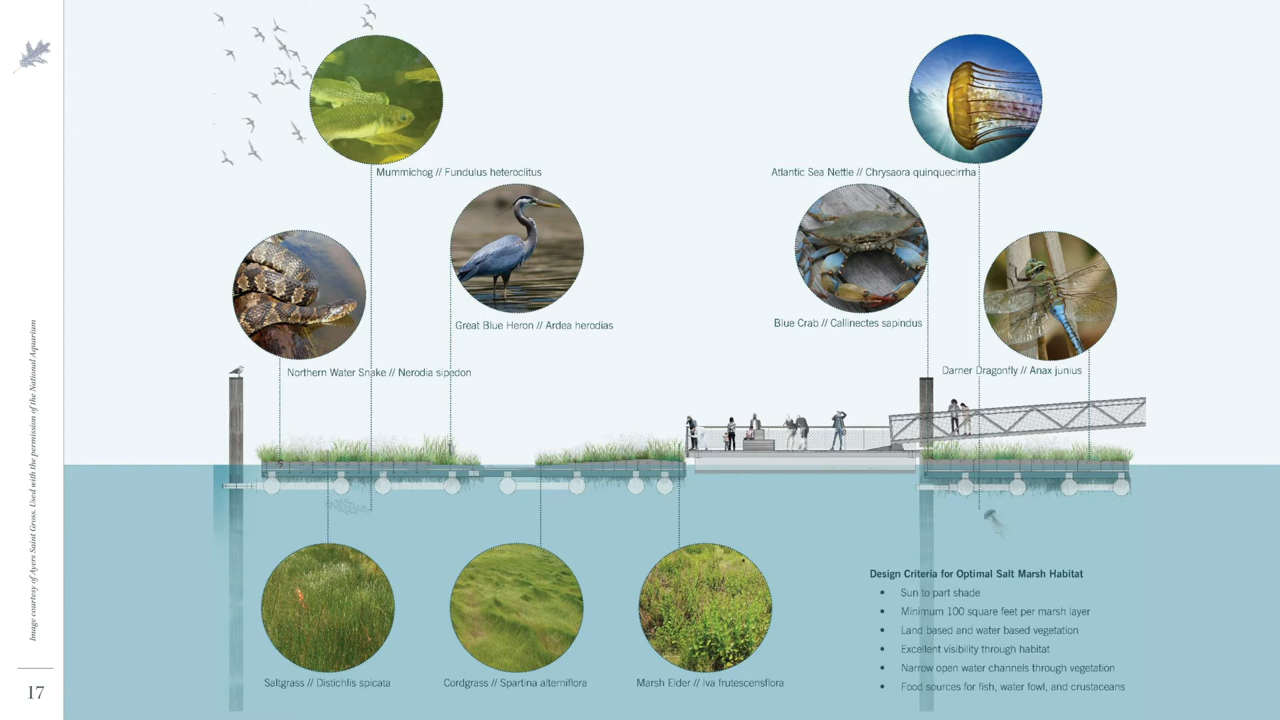 Mummichog // Fundulus heteroclitus
Atlantic Sea Nettle // Chrysaora quinquecirrha
Great Blue Heron // Ardea herodias
Blue Crab // Callinectes sapindus
Northern Water Snake // Nerodia sipedon
Darner Dragonfly // Anax junius
Image courtesy of Ayers Saint Gross. Used with the permission of the National Aquarium
Design Criteria for Optimal Salt Marsh Habitat
• Sun to part shade
• Minimum 100 square feet per marsh layer
• Land based and water based vegetation
• Excellent visibility through habitat
• Narrow open water channels through vegetation
• Food sources for fish, water fowl, and crustaceans
Saltgrass // Distichlis spicata
Cordgrass // Spartina alterniflora
Marsh Elder // Iva frutescensflora
17